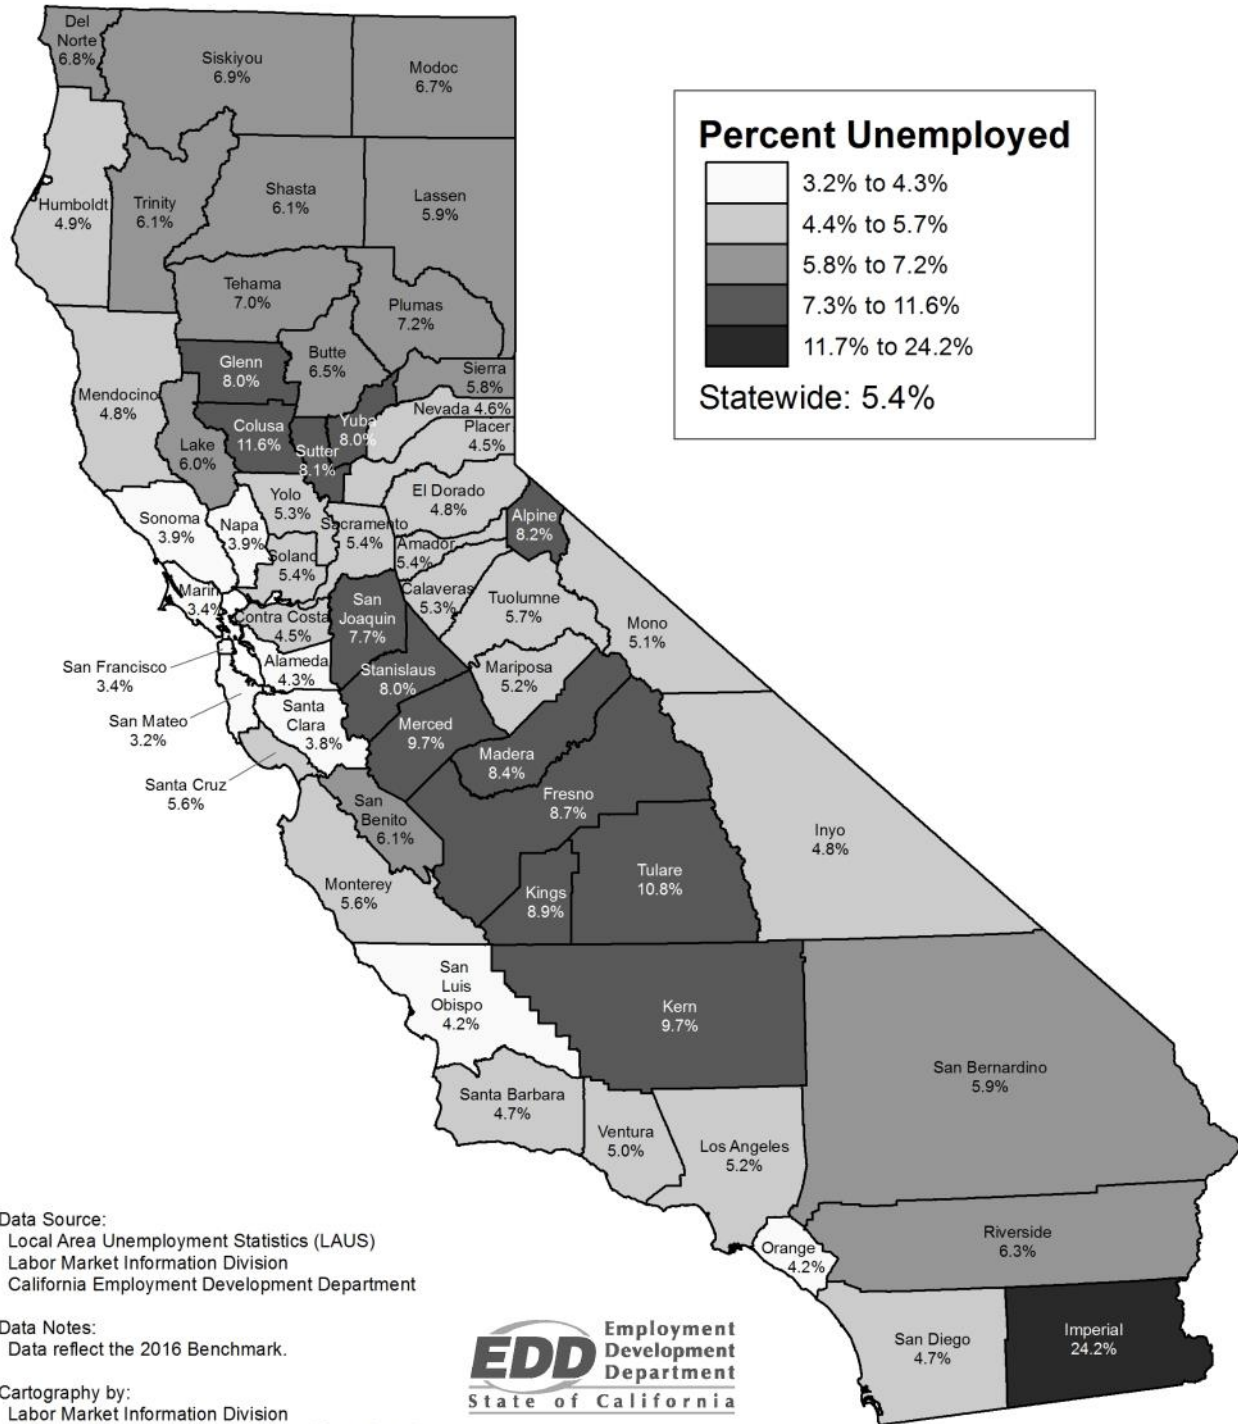 Del
Norte
6.8%
Siskiyou
6.9%
Modoc
6.7%
Percent Unemployed
3.2% to 4.3%
4.4% to 5.7%
5.8% to 7.2%
7.3% to 11.6%
11.7% to 24.2%
Statewide: 5.4%
Humboldt
4.9%
Trinity
6.1%
Shasta
6.1%
Lassen
5.9%
Tehama
7.0%
Plumas
7.2%
Glenn
8.0%
Butte
6.5%
Sierra
5.8%
Mendocino
4.8%
Lake
6.0%
Colusa
11.6%
Sutter
8.1%
Yuba
8.0%
Nevada 4.6%
Placer
4.5%
Sonoma
3.9%
Napa
3.9%
Yolo
5.3%
Sacramento
5.4%
El Dorado
4.8%
Alpine
8.2%
Solano
5.4%
Amador
5.4%
Marin
3.4%
Contra Costa
4.5%
San
Joaquin
7.7%
Calaveras
5.3%
Tuolumne
5.7%
Mono
5.1%
San Francisco
3.4%
Alameda
4.3%
Stanislaus
8.0%
Mariposa
5.2%
San Mateo
3.2%
Santa
Clara
3.8%
Merced
9.7%
Madera
8.4%
Santa Cruz
5.6%
San
Benito
6.1%
Fresno
8.7%
Inyo
4.8%
Monterey
5.6%
Kings
8.9%
Tulare
10.8%
San
Luis
Obispo
4.2%
Kern
9.7%
San Bernardino
5.9%
Santa Barbara
4.7%
Ventura
5.0%
Los Angeles
5.2%
Orange
4.2%
Riverside
6.3%
San Diego
4.7%
Imperial
24.2%
Data Source:
Local Area Unemployment Statistics (LAUS)
Labor Market Information Division
California Employment Development Department
Data Notes:
Data reflect the 2016 Benchmark.
Cartography by:
Labor Market Information Division
EDD
Employment
Development
Department
State of California